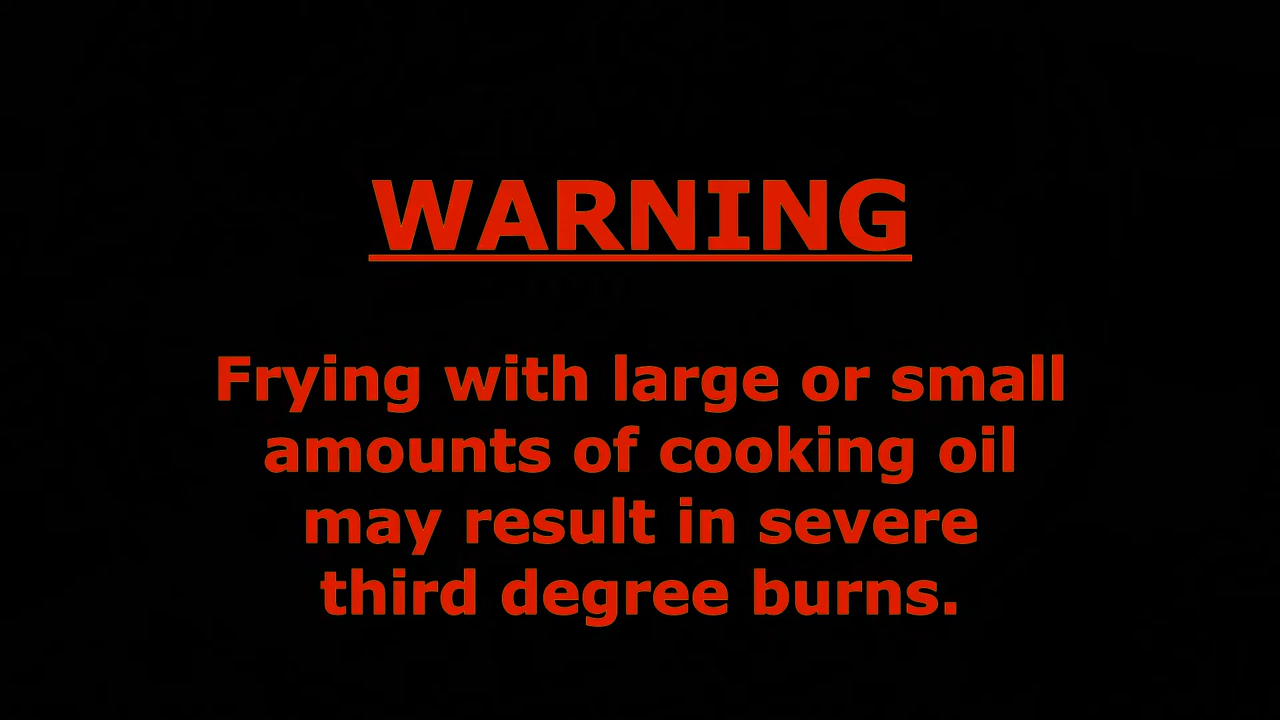 WARNING
Frying with large or small
amounts of cooking oil
may result in severe
third degree burns.